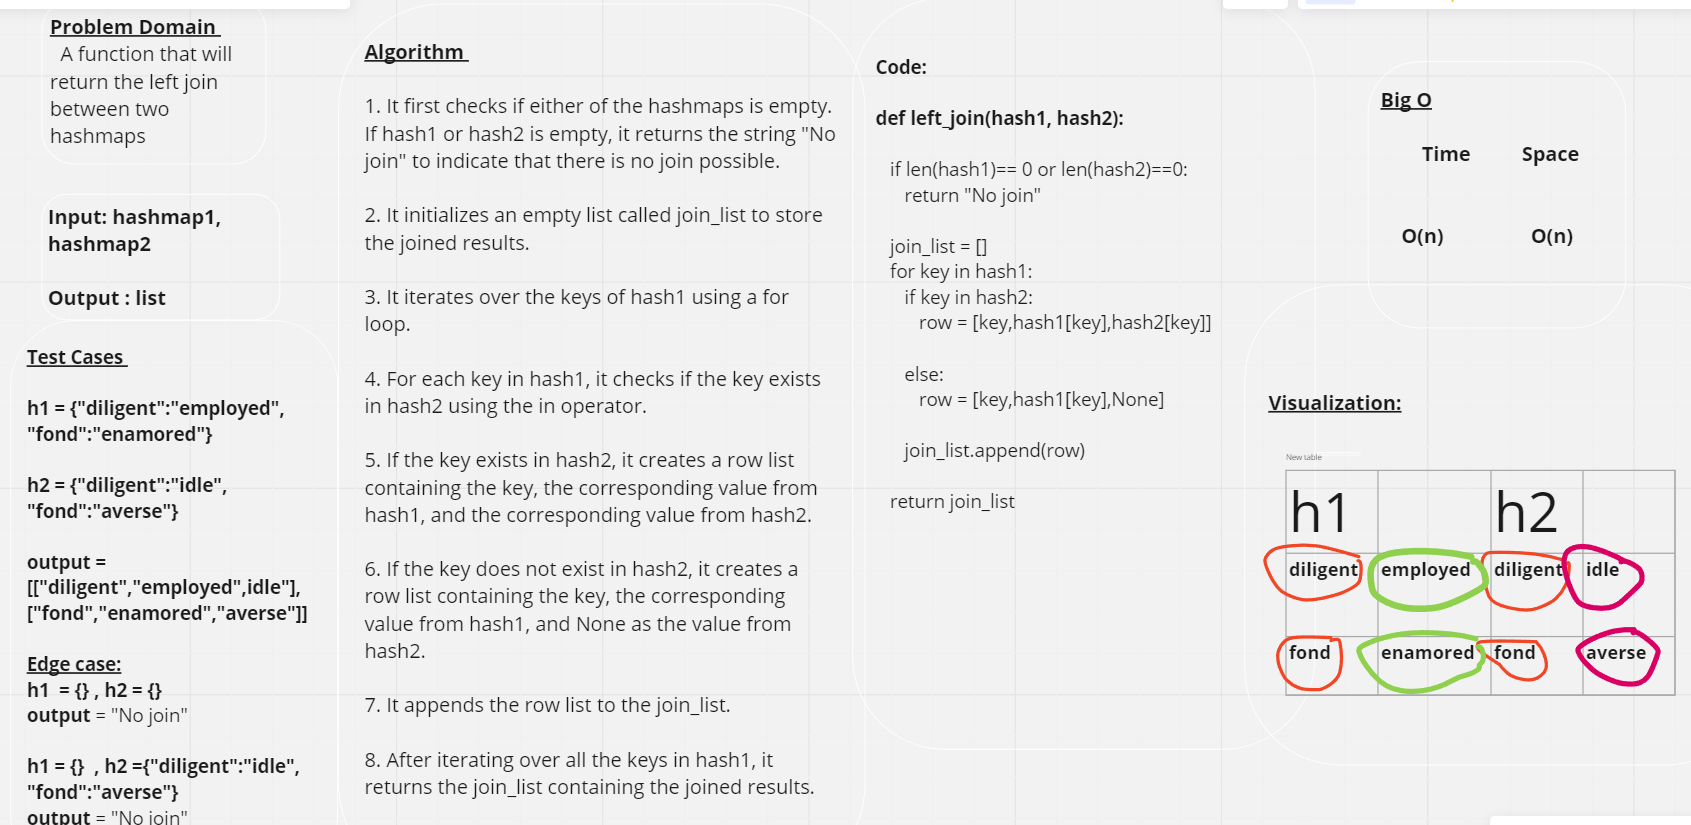 Problem Domain
A function that will
return the left join
between two
hashmaps
Input: hashmap1,
hashmap2
Output : list
Test Cases
h1 = {"diligent":"employed",
"fond":"enamored"}
h2 = {"diligent":"idle",
"fond":"averse"}
output =
[["diligent","employed",idle"],
["fond","enamored","averse"]]
Edge case:
h1  = {} , h2 = {}
output = "No join"
h1 = {}  , h2 ={"diligent":"idle",
"fond":"averse"}
output = "No join"
Algorithm
1. It first checks if either of the hashmaps is empty.
If hash1 or hash2 is empty, it returns the string "No
join" to indicate that there is no join possible.
2. It initializes an empty list called join_list to store
the joined results.
3. It iterates over the keys of hash1 using a for
loop.
4. For each key in hash1, it checks if the key exists
in hash2 using the in operator.
5. If the key exists in hash2, it creates a row list
containing the key, the corresponding value from
hash1, and the corresponding value from hash2.
6. If the key does not exist in hash2, it creates a
row list containing the key, the corresponding
value from hash1, and None as the value from
hash2.
7. It appends the row list to the join_list.
8. After iterating over all the keys in hash1, it
returns the join_list containing the joined results.
Code:
def left_join(hash1, hash2):
if len(hash1)== 0 or len(hash2)==0:
return "No join"
join_list = []
for key in hash1:
if key in hash2:
row = [key,hash1[key],hash2[key]]
else:
row = [key,hash1[key],None]
join_list.append(row)
return join_list
Big O
Time Space
O(n) O(n)
Visualization:
New table
h1 h2
diligent employed diligent idle
fond enamored fond averse